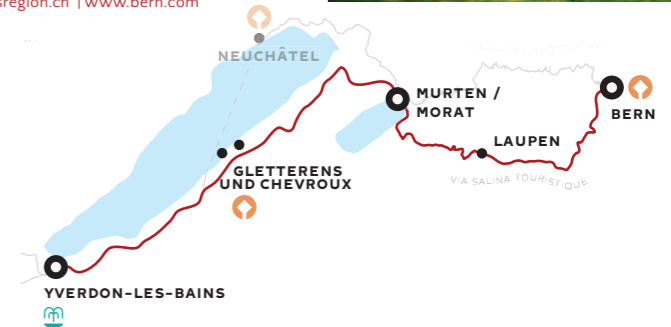 sregion.ch | www.bern.com
NEUCHÂTEL
MURTEN /
MORAT
BERN
LAUPEN
GLETTERENS
UND CHEVROUX
VIA SALINA TOURISTIQUE
YVERDON-LES-BAINS